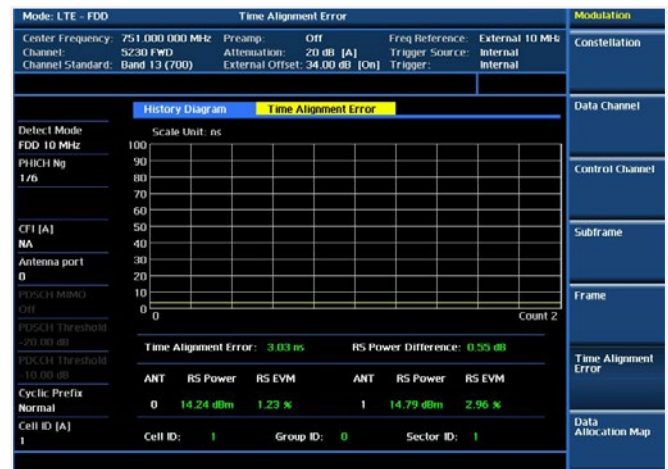 Mode: LTE - FDD Time Alignment Error Modulation
Center Frequency: 751.000 000 MHz Preamp: Off Freq Reference: External 10 MHz
Channel: 5230 FWD Attenuation: 20 dB [A] Trigger Source: Internal
Channel Standard: Band 13 (700) External Offset: 34.00 dB [On] Trigger: Internal
Constellation
History Diagram Time Alignment Error
Data Channel
Detect Mode
FDD 10 MHz
Scale Unit: ns
PHICH Ng
1/6
100
90
80
70
60
50
40
30
20
10
0
0 Count 2
Control Channel
CFI [A]
NA
Subframe
Antenna port
0
PDSCH MIMO
Off
Frame
PDSCH Threshold
-20.00 dB
Time Alignment Error: 3.03 ns RS Power Difference: 0.55 dB
PDCCH Threshold
-10.00 dB
Time Alignment
Error
ANT RS Power RS EVM ANT RS Power RS EVM
Cyclic Prefix
Normal
0 14.24 dBm 1.23 % 1 14.79 dBm 2.96 %
Cell ID [A]
1
Cell ID: 1 Group ID: 0 Sector ID: 1
Data
Allocation Map